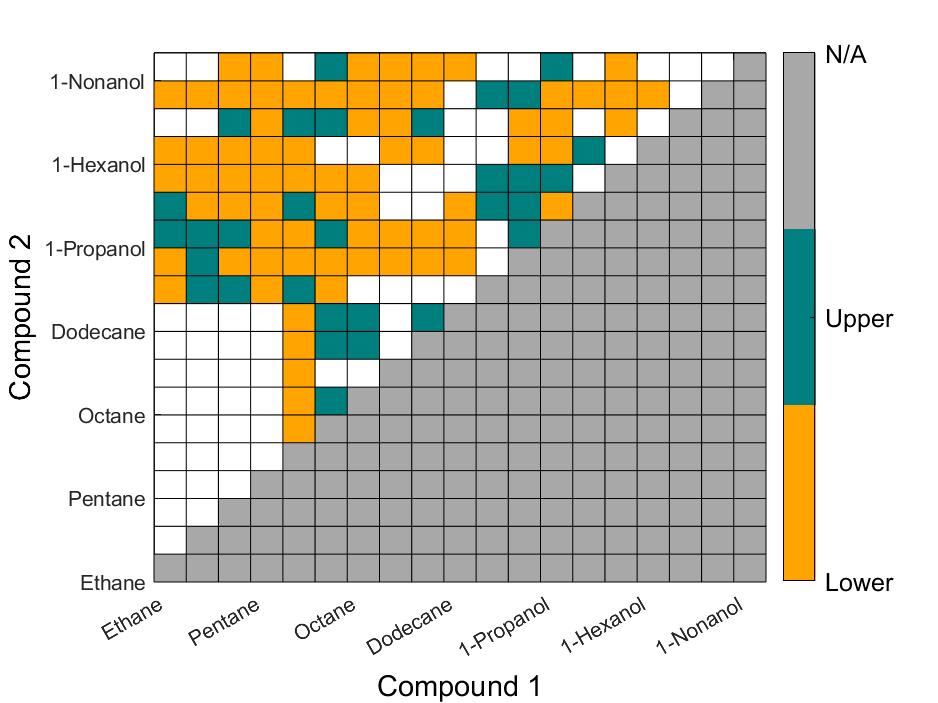 N/A
1-Nonanol
1-Hexanol
1-Propanol
Dodecane
Octane
Pentane
Ethane
Compound 2
Upper
Lower
Ethane
Pentane
Octane
Dodecane
1-Propanol
1-Hexanol
1-Nonanol
Compound 1